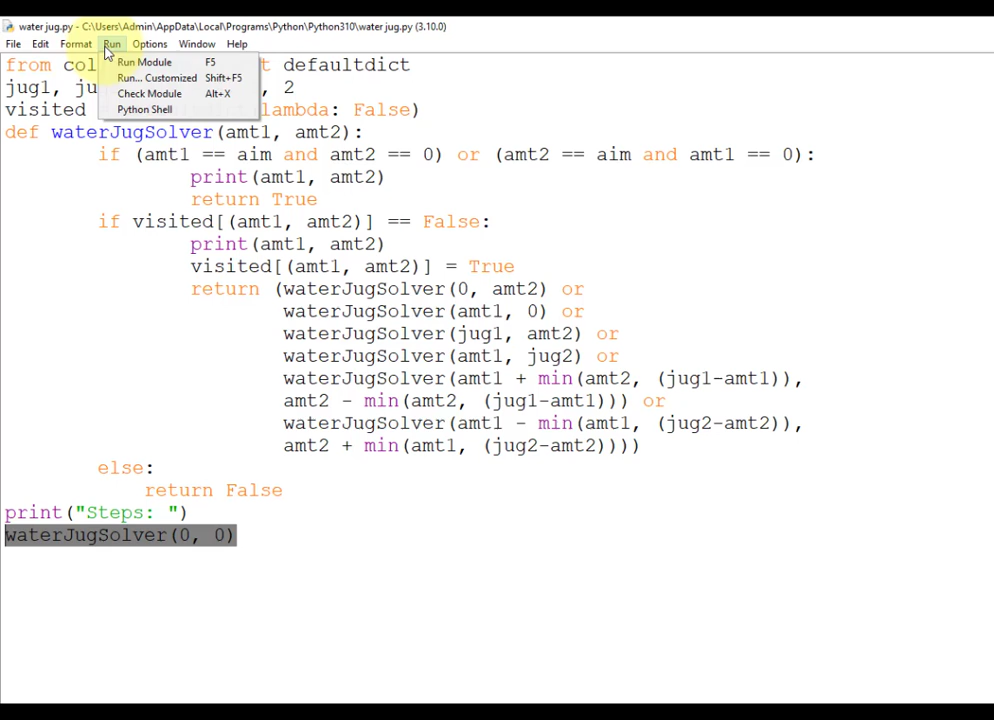 water jug.py - C:\Users\Admin\AppData\Local\Programs\Python\Python310\water jug.py (3.10.0)
File Edit Format Run Options Window Help
Run Module F5
Run... Customized Shift+F5
Check Module Alt+X
Python Shell
from col t defaultdict
jug1, ju , 2
visited lambda: False)
def waterJugSolver(amt1, amt2):
if (amt1 == aim and amt2 == 0) or (amt2 == aim and amt1 == 0):
print(amt1, amt2)
return True
if visited[(amt1, amt2)] == False:
print(amt1, amt2)
visited[(amt1, amt2)] = True
return (waterJugSolver(0, amt2) or
waterJugSolver(amt1, 0) or
waterJugSolver(jug1, amt2) or
waterJugSolver(amt1, jug2) or
waterJugSolver(amt1 + min(amt2, (jug1-amt1)),
amt2 - min(amt2, (jug1-amt1))) or
waterJugSolver(amt1 - min(amt1, (jug2-amt2)),
amt2 + min(amt1, (jug2-amt2))))
else:
return False
print("Steps: ")
waterJugSolver(0, 0)